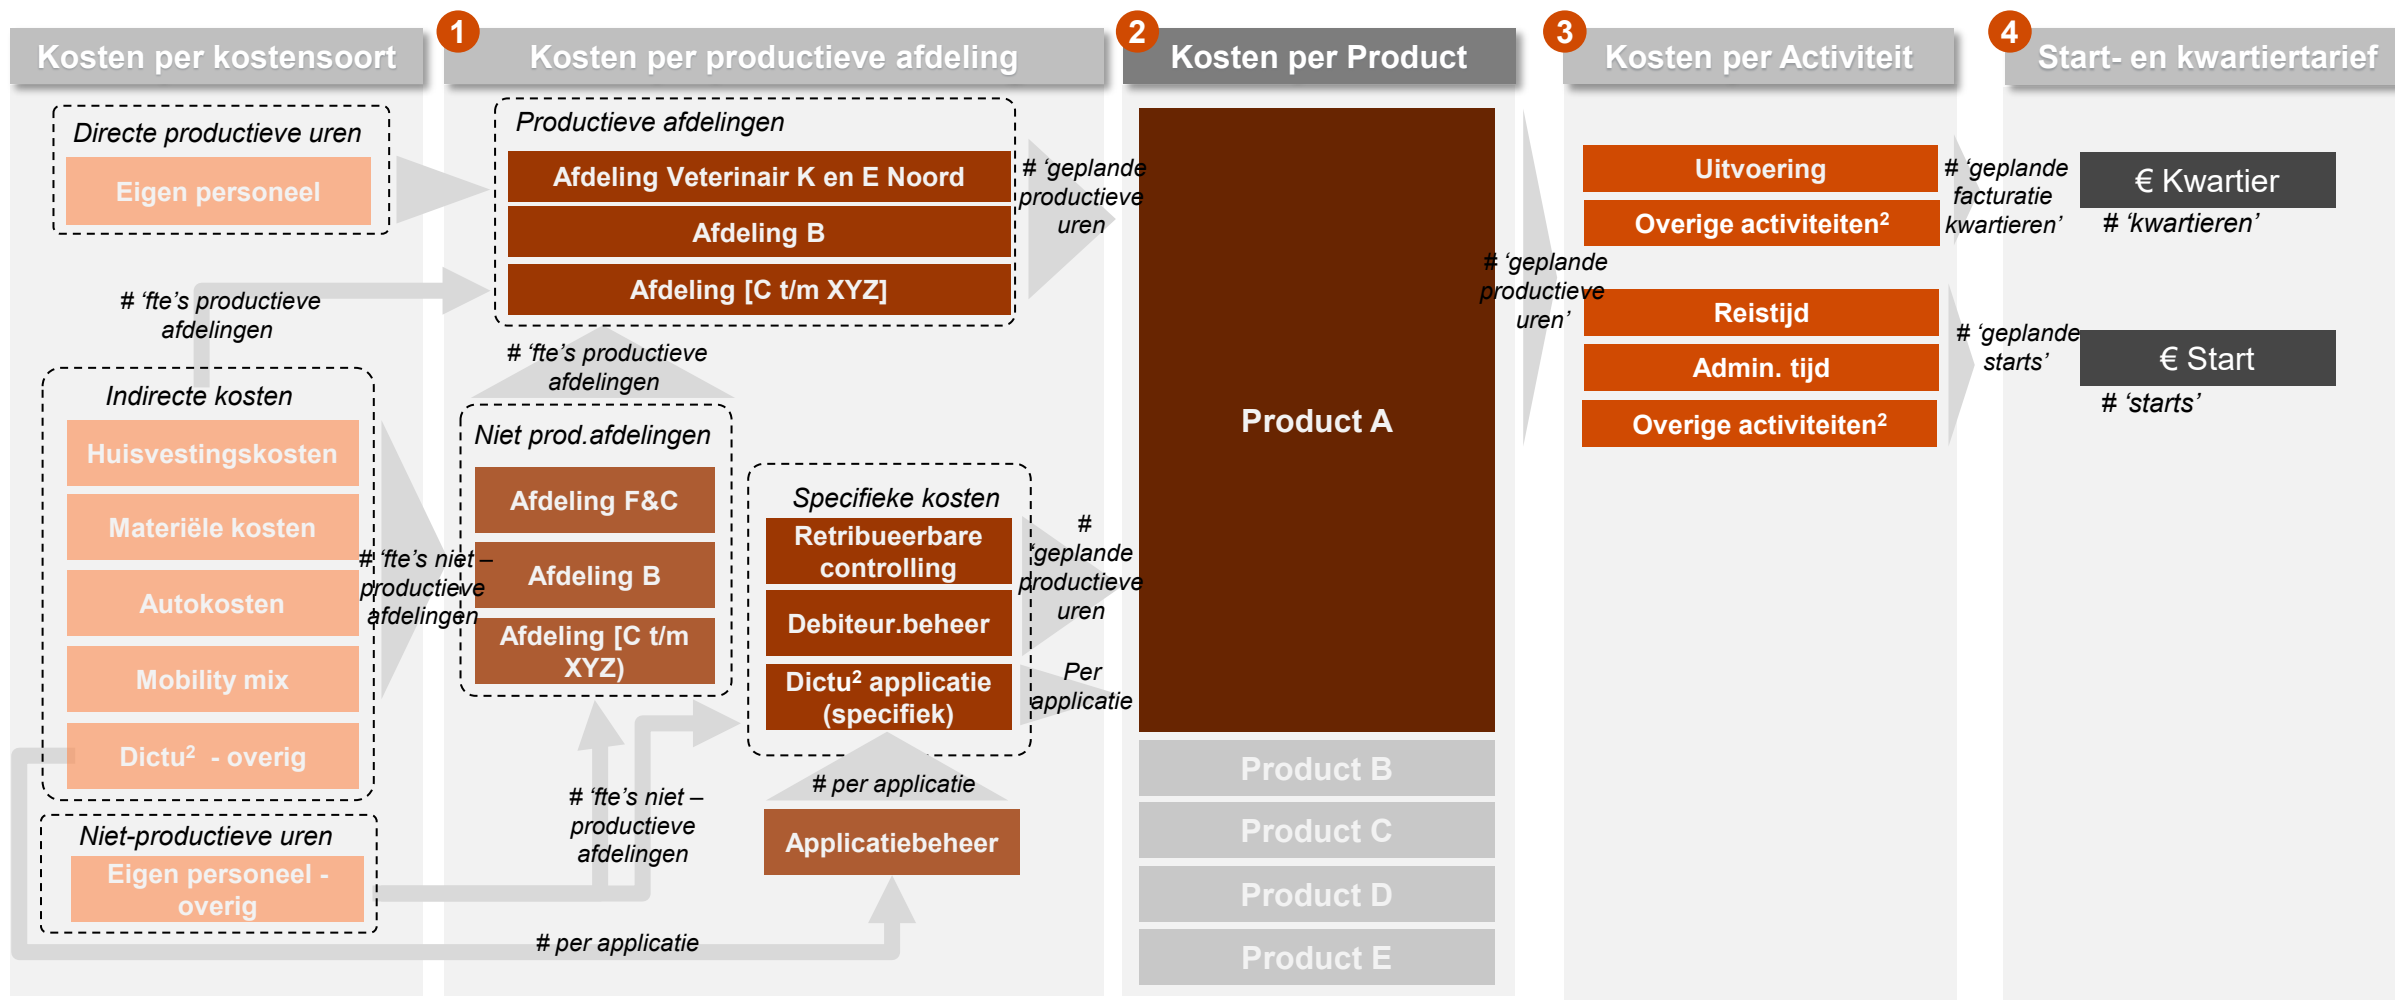 Kosten per kostensoort
Directe productieve uren
Eigen personeel
# ‘fte’s productieve
afdelingen
Indirecte kosten
Huisvestingskosten
Materiële kosten
Autokosten
Mobility mix
Dictu² - overig
# ‘fte’s niet –
productieve
afdelingen
Niet-productieve uren
Eigen personeel -
overig
1
Kosten per productieve afdeling
Productieve afdelingen
Afdeling Veterinair K en E Noord
Afdeling B
Afdeling [C t/m XYZ]
# ‘fte’s productieve
afdelingen
Niet prod.afdelingen
Afdeling F&C
Afdeling B
Afdeling [C t/m
XYZ)
Specifieke kosten
Retribueerbare
controlling
Debiteur.beheer
Dictu² applicatie
(specifiek)
# per applicatie
Applicatiebeheer
# ‘fte’s niet –
productieve
afdelingen
# per applicatie
# ‘geplande
productieve
uren
#
‘geplande
productieve
uren
Per
applicatie
2
Kosten per Product
Product A
Product B
Product C
Product D
Product E
# ‘geplande
productieve
uren’
3
Kosten per Activiteit
Uitvoering
Overige activiteiten²
Reistijd
Admin. tijd
Overige activiteiten²
# ‘geplande
facturatie
kwartieren’
# ‘geplande
starts’
4
Start- en kwartiertarief
€ Kwartier
# ‘kwartieren’
€ Start
# ‘starts’